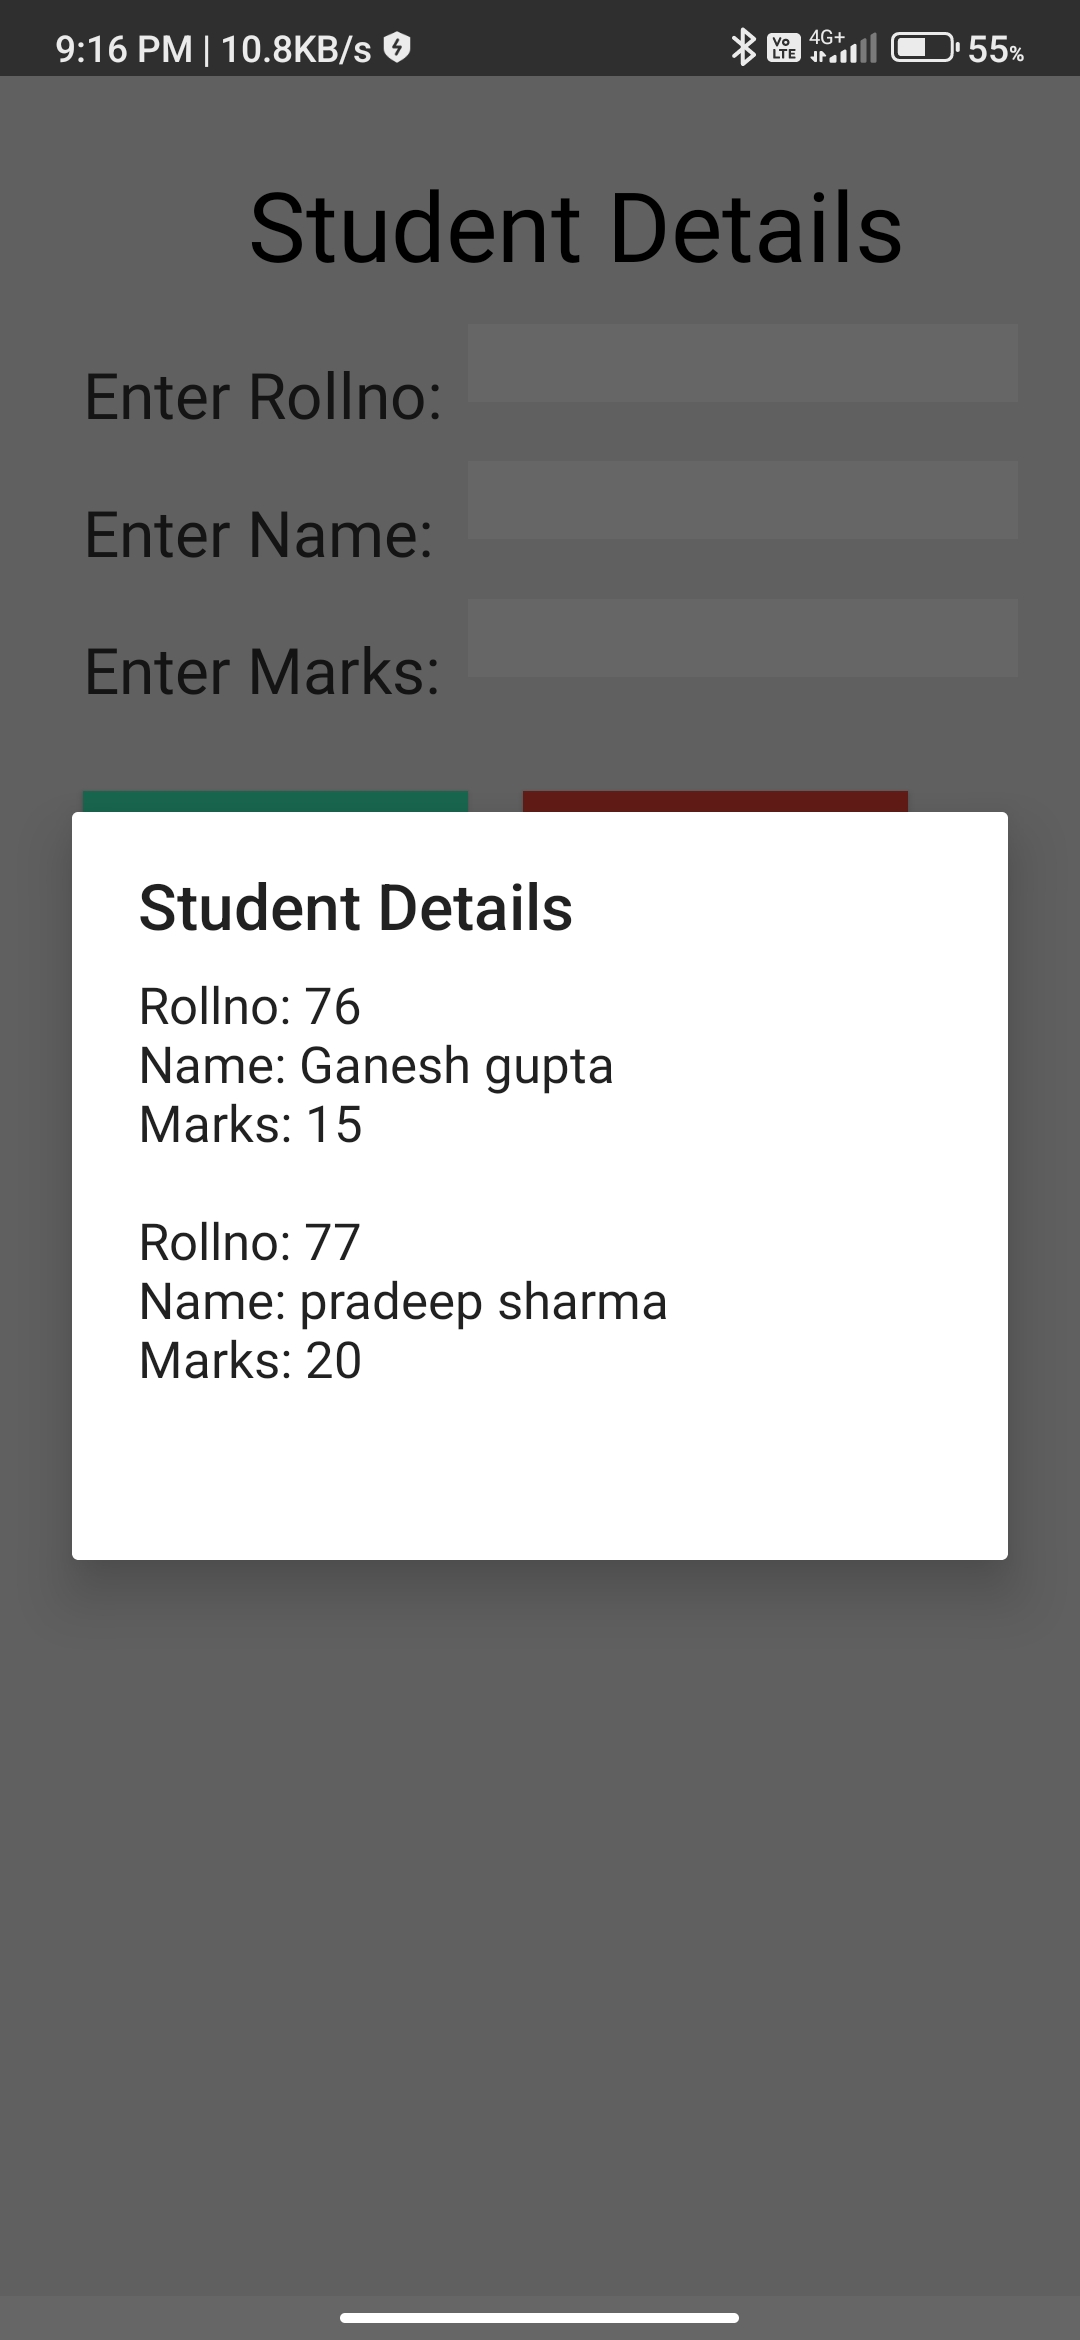 9:16 PM | 10.8KB/s Vo LTE 4G+ 55%
Student Details
Enter Rollno:
Enter Name:
Enter Marks:
Student Details
Rollno: 76
Name: Ganesh gupta
Marks: 15
Rollno: 77
Name: pradeep sharma
Marks: 20